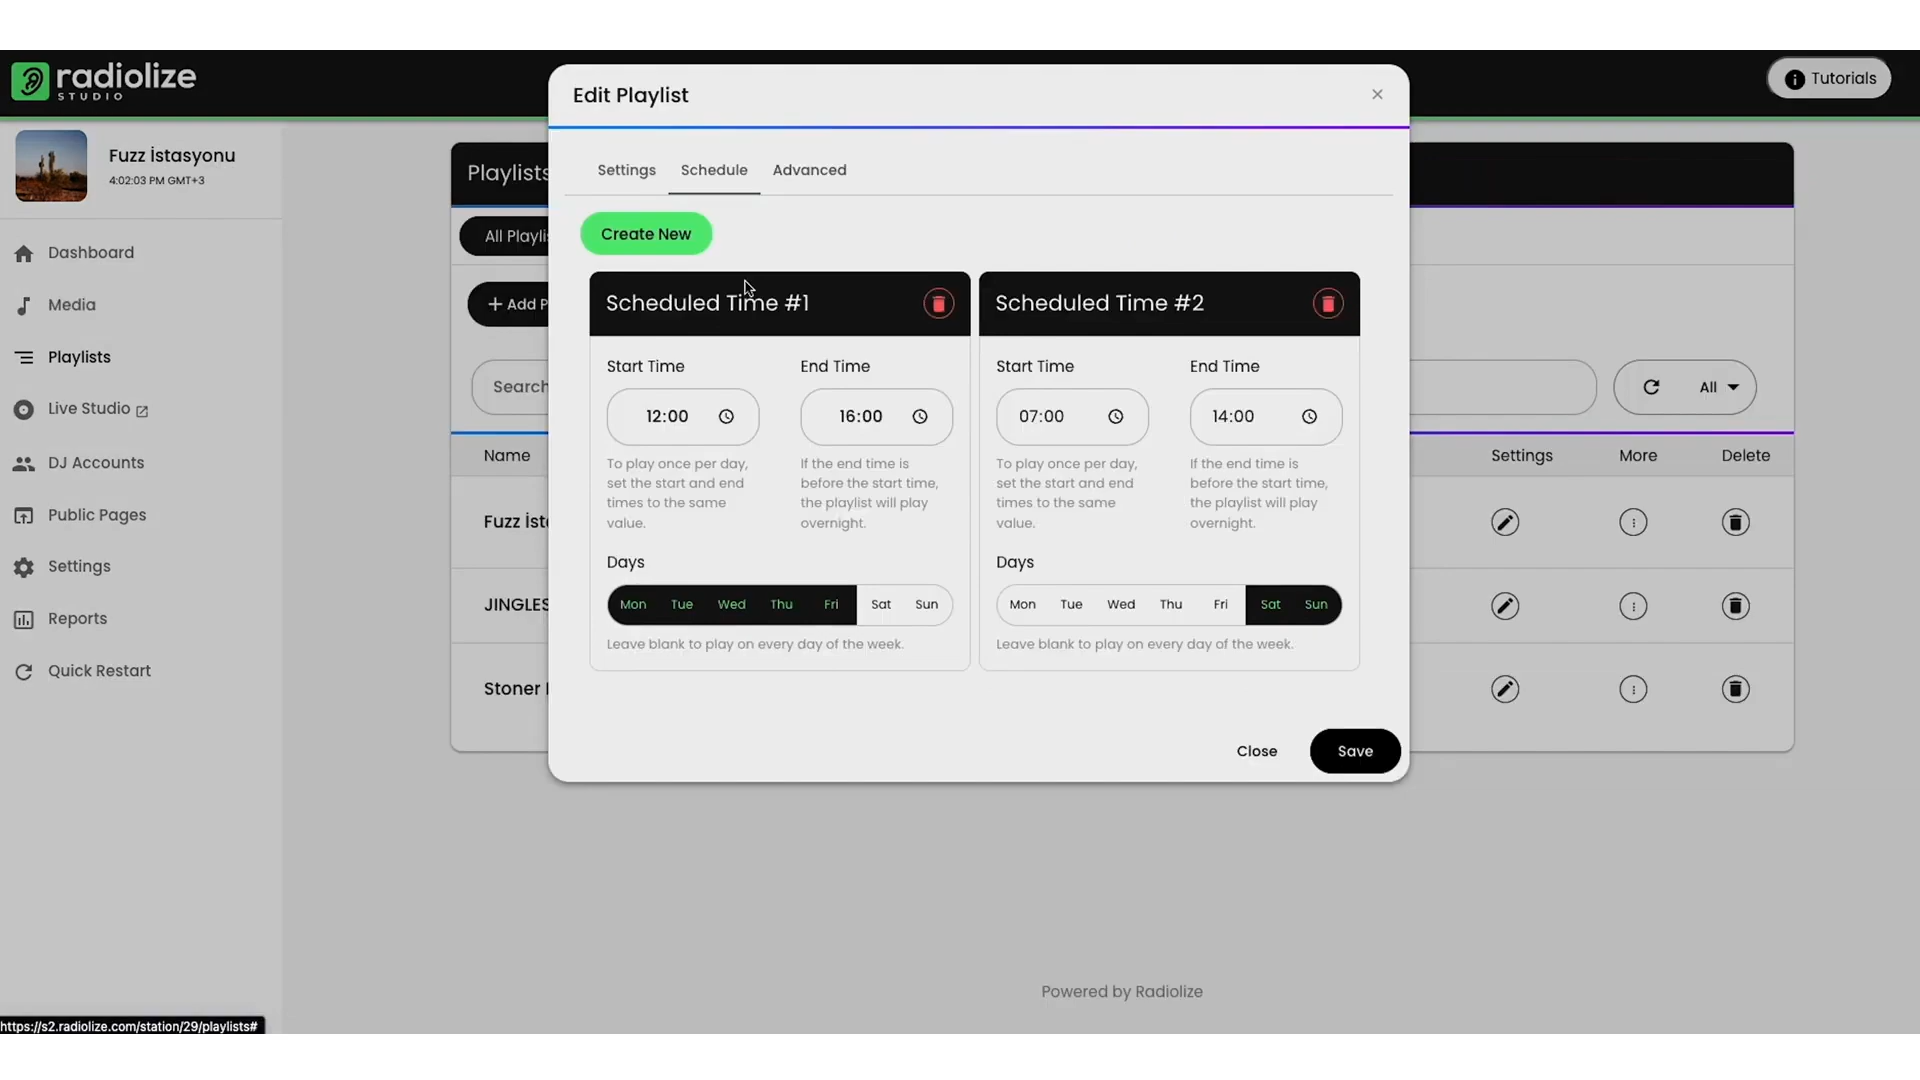 radiolize
STUDIO
Tutorials
Fuzz İstasyonu
4:02:03 PM GMT+3
Dashboard
Media
Playlists
Live Studio
DJ Accounts
Public Pages
Settings
Reports
Quick Restart
Playlists
All Playli
+ Add P
Search
All
Name
Settings
More
Delete
Fuzz İst
JINGLES
Stoner
Edit Playlist
Settings
Schedule
Advanced
Create New
Scheduled Time #1
Start Time
End Time
12:00
16:00
To play once per day,
set the start and end
times to the same
value.
If the end time is
before the start time,
the playlist will play
overnight.
Days
Mon Tue Wed Thu Fri Sat Sun
Leave blank to play on every day of the week.
Scheduled Time #2
Start Time
End Time
07:00
14:00
To play once per day,
set the start and end
times to the same
value.
If the end time is
before the start time,
the playlist will play
overnight.
Days
Mon Tue Wed Thu Fri Sat Sun
Leave blank to play on every day of the week.
Close
Save
Powered by Radiolize
https://s2.radiolize.com/station/29/playlists#